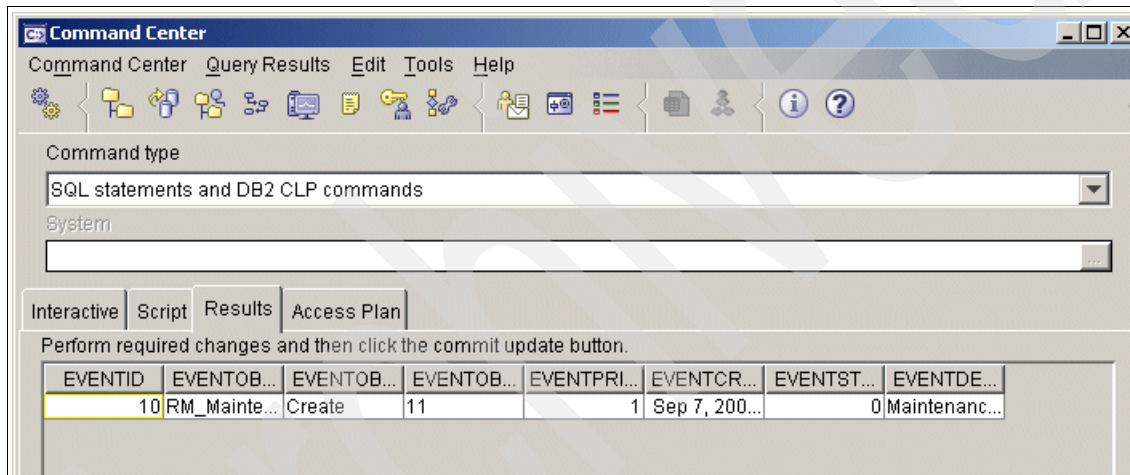 Command Center
Command Center Query Results Edit Tools Help
Command type
SQL statements and DB2 CLP commands
System
...
Interactive Script Results Access Plan
Perform required changes and then click the commit update button.
EVENTID EVENTOB... EVENTOB... EVENTOB... EVENTPRI... EVENTCR... EVENTST... EVENTDE...
10 RM_Mainte... Create 11 1 Sep 7, 200... 0 Maintenanc...